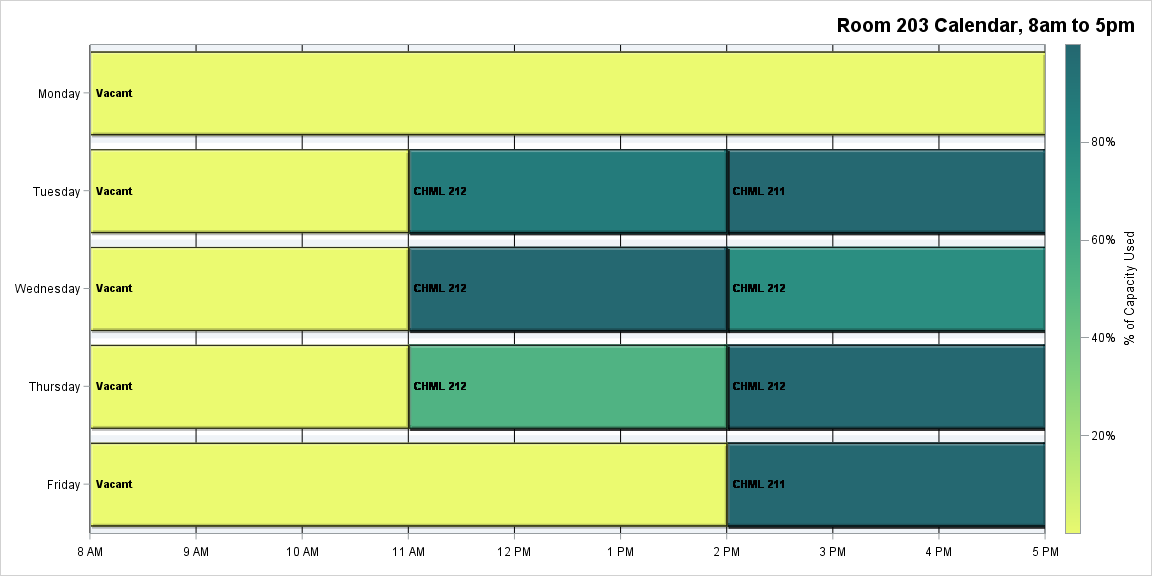 Room 203 Calendar, 8am to 5pm
Monday
Vacant
Tuesday
Vacant
CHML 212
CHML 211
Wednesday
Vacant
CHML 212
CHML 212
Thursday
Vacant
CHML 212
CHML 212
Friday
Vacant
CHML 211
8 AM
9 AM
10 AM
11 AM
12 PM
1 PM
2 PM
3 PM
4 PM
5 PM
80%
60%
40%
20%
% of Capacity Used